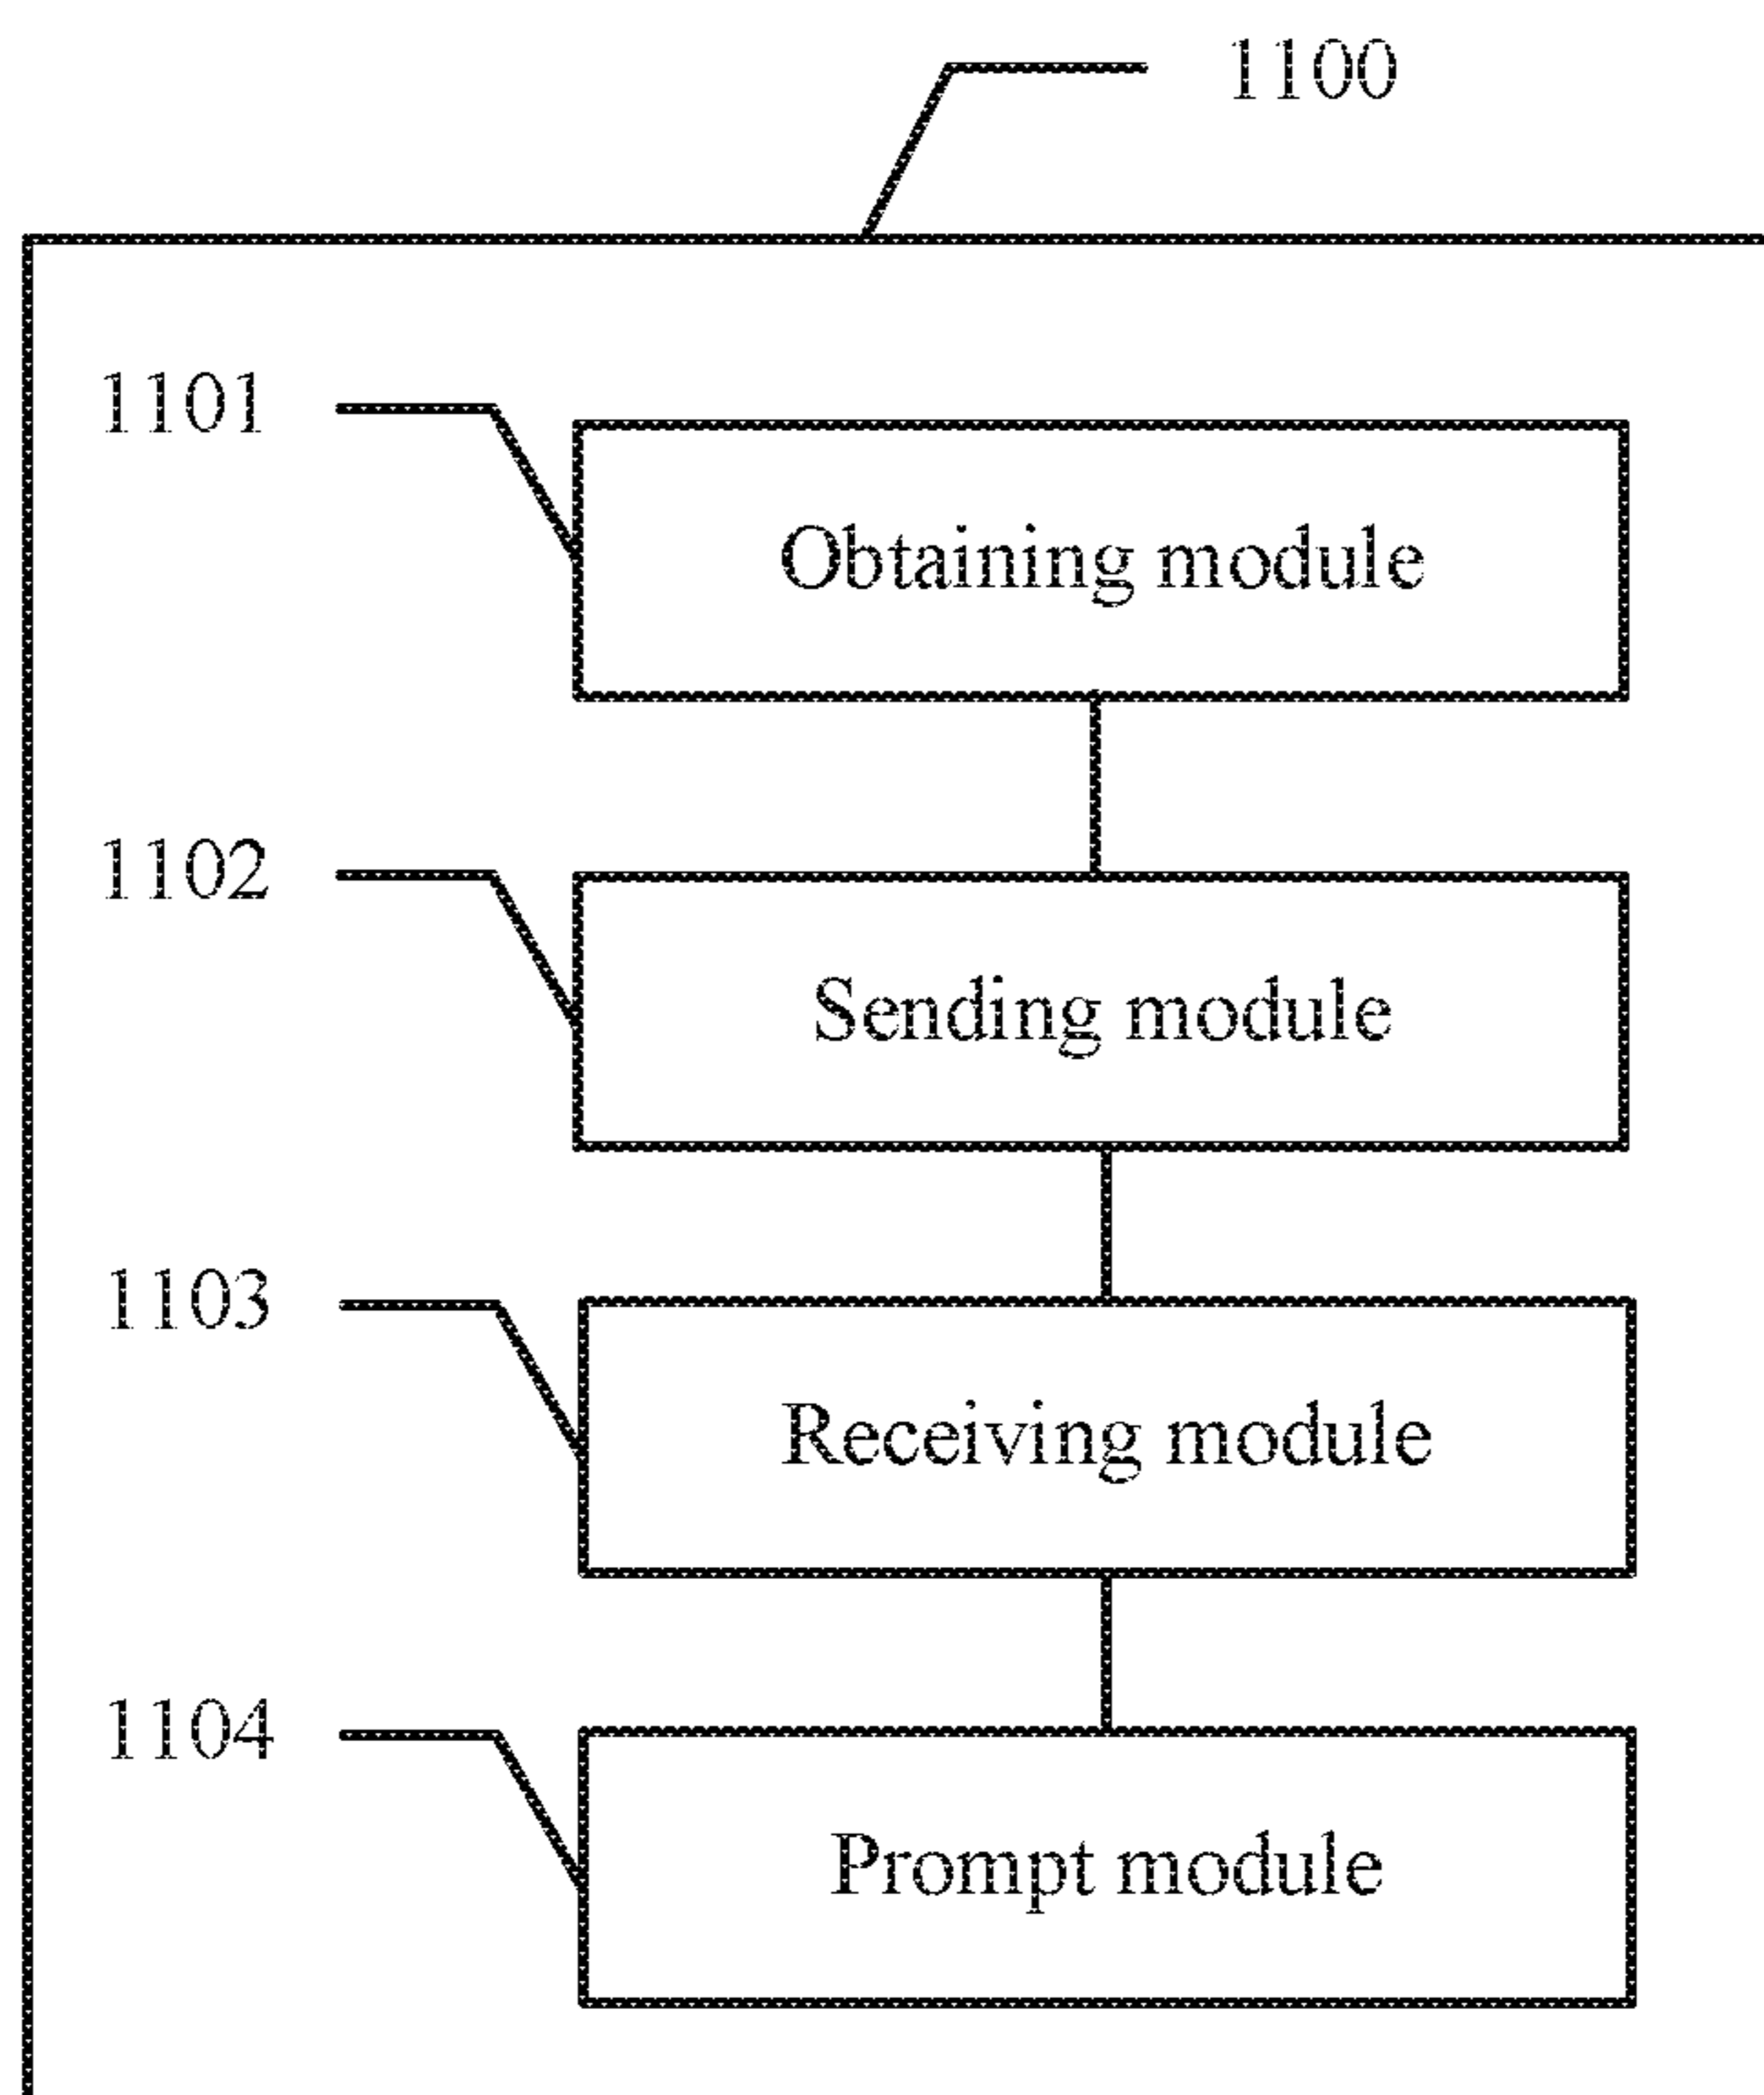 1100
1101
Obtaining module
1102
Sending module
1103
Receiving module
1104
Prompt module